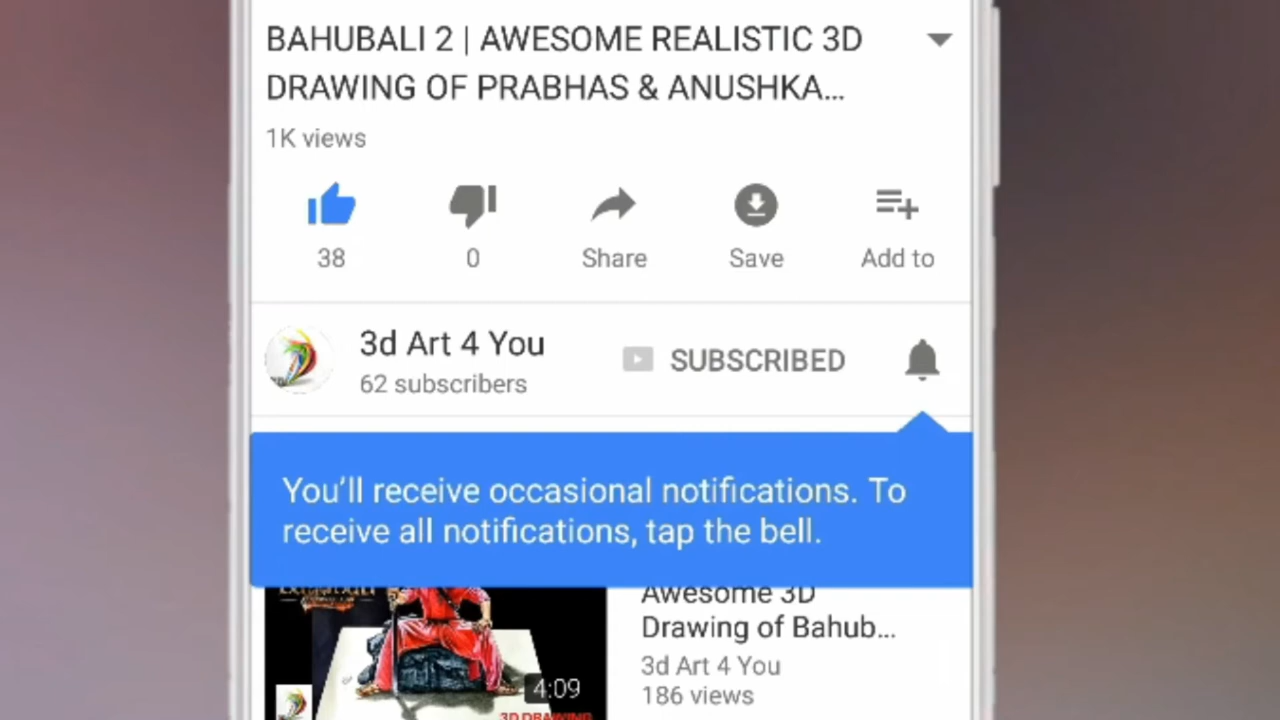 BAHUBALI 2 | AWESOME REALISTIC 3D
DRAWING OF PRABHAS & ANUSHKA...
1K views
38
0
Share
Save
Add to
3d Art 4 You
62 subscribers
SUBSCRIBED
You'll receive occasional notifications. To
receive all notifications, tap the bell.
Awesome 3D
Drawing of Bahub...
3d Art 4 You
186 views
4:09
3D DRAWING